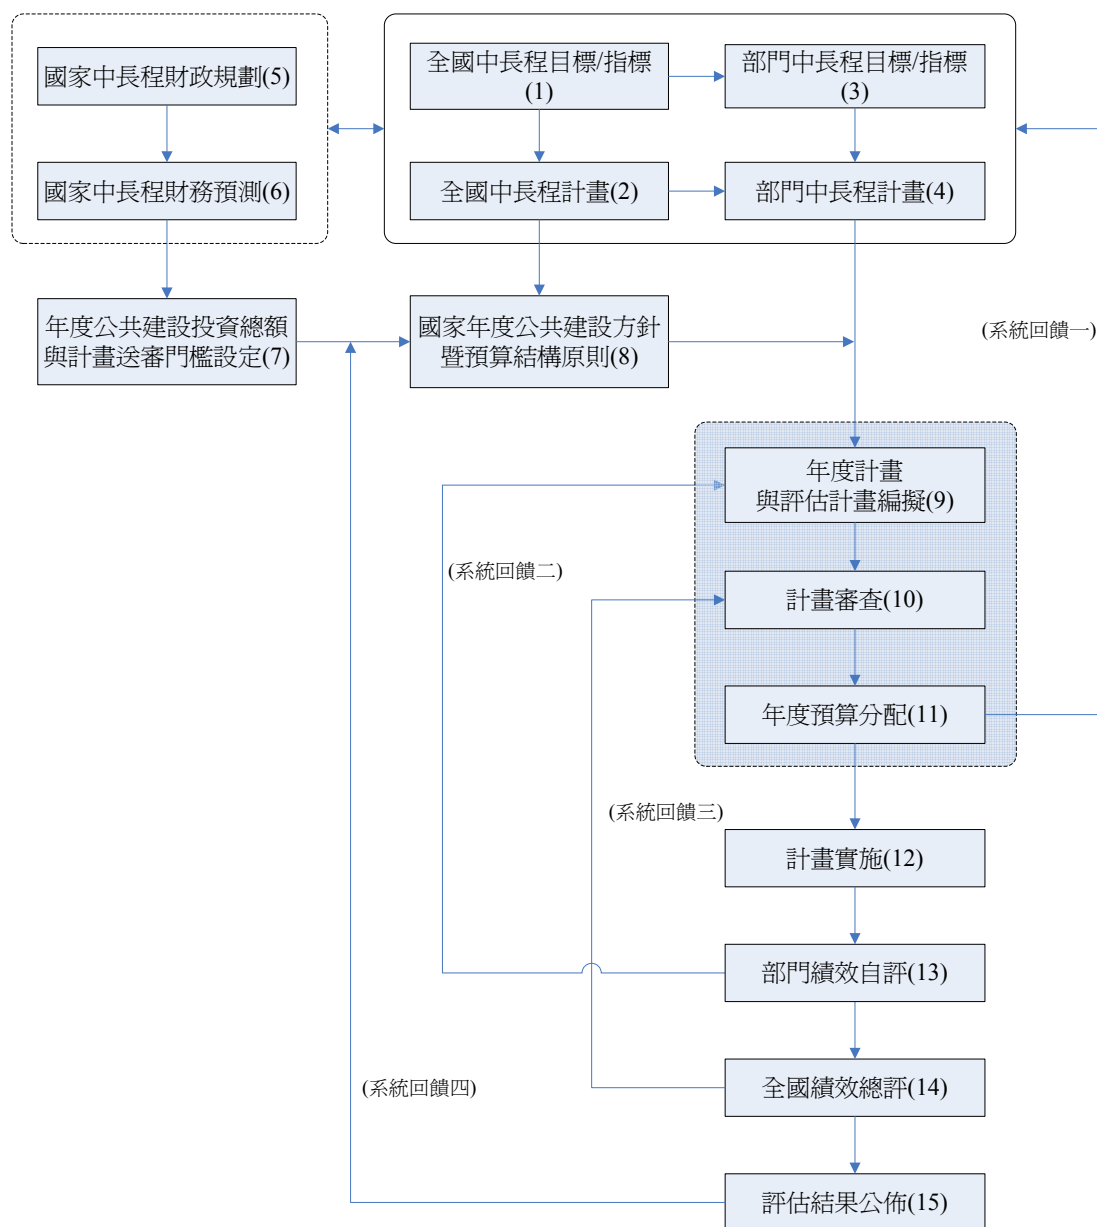 國家中長程財政規劃(5)
國家中長程財務預測(6)
全國中長程目標/指標
(1)
部門中長程目標/指標
(3)
全國中長程計畫(2)
部門中長程計畫(4)
年度公共建設投資總額
與計畫送審門檻設定(7)
國家年度公共建設方針
暨預算結構原則(8)
(系統回饋一)
年度計畫
與評估計畫編擬(9)
(系統回饋二)
計畫審查(10)
年度預算分配(11)
(系統回饋三)
計畫實施(12)
部門績效自評(13)
(系統回饋四)
全國績效總評(14)
評估結果公佈(15)